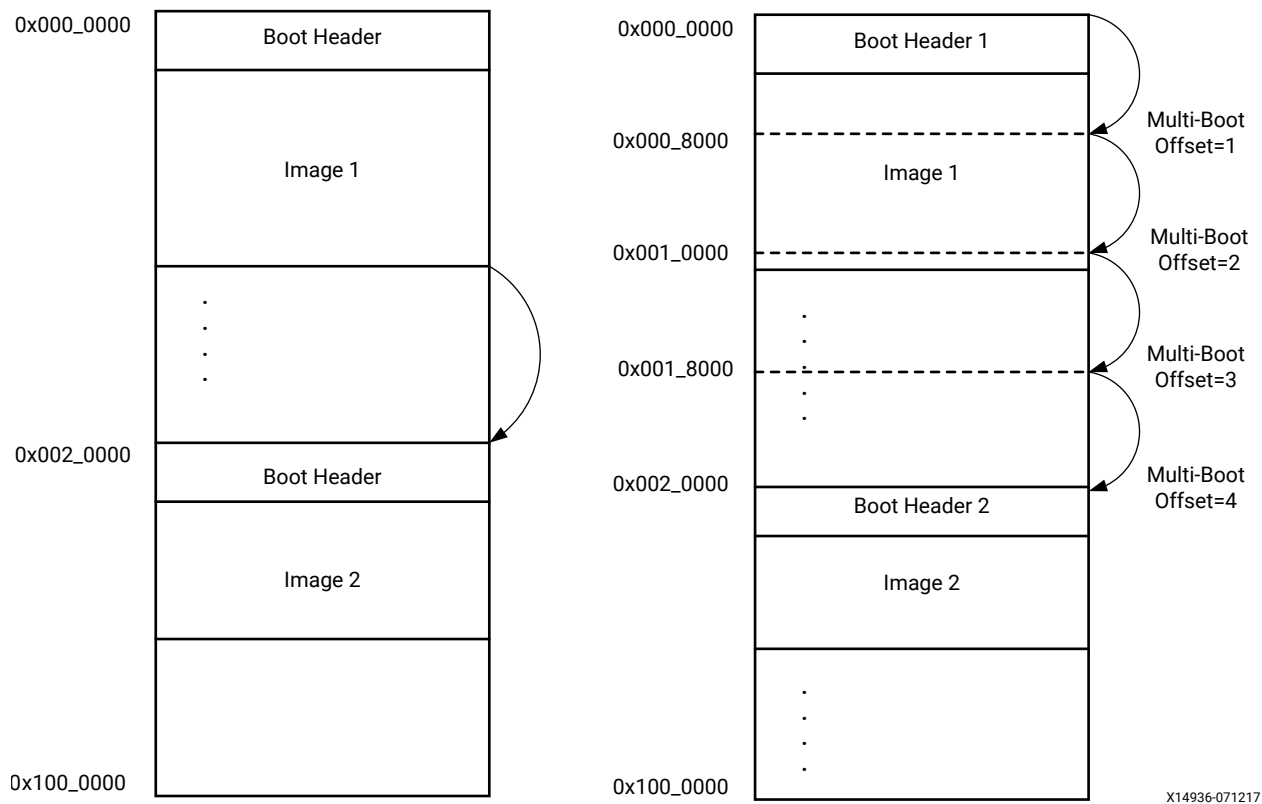 0x000_0000
Boot Header
Image 1
0x002_0000
Boot Header
Image 2
0x100_0000
0x000_0000
Boot Header 1
0x000_8000
Multi-Boot
Offset=1
Image 1
0x001_0000
Multi-Boot
Offset=2
0x001_8000
Multi-Boot
Offset=3
0x002_0000
Multi-Boot
Offset=4
Boot Header 2
Image 2
0x100_0000
X14936-071217